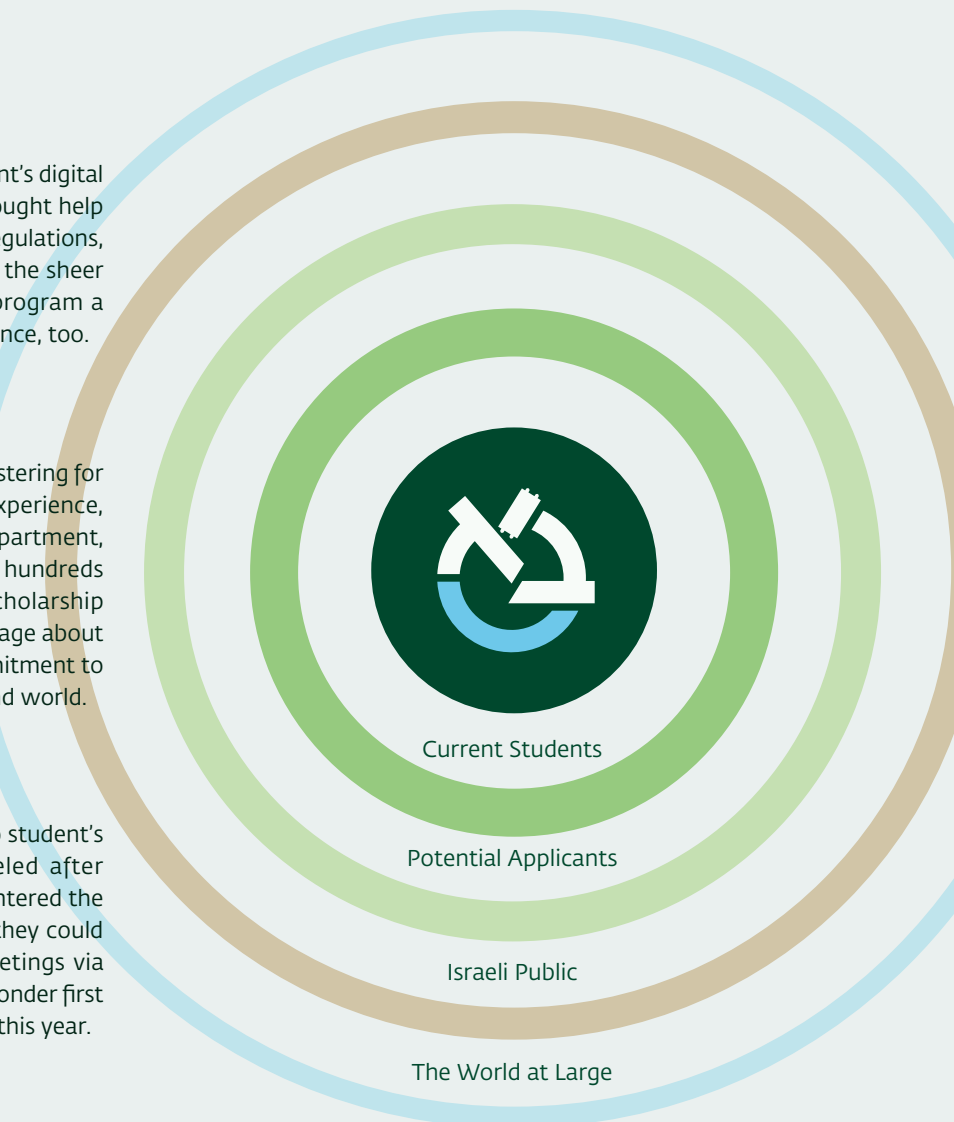 nt's digital
ought help
egulations,
the sheer
program a
nce, too.
stering for
xperience,
partment,
hundreds
cholarship
age about
mitment to
d world.
student's
eled after
ntered the
they could
etings via
onder first
this year.
Current Students
Potential Applicants
Israeli Public
The World at Large